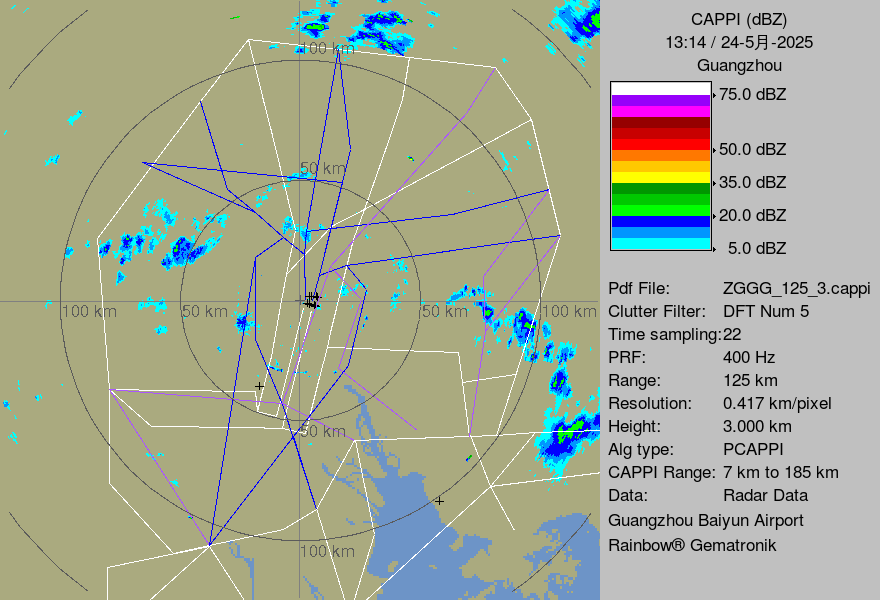 CAPPI (dBZ)
13:14 / 24-5月-2025
Guangzhou
75.0 dBZ
50.0 dBZ
35.0 dBZ
20.0 dBZ
5.0 dBZ
Pdf File: ZGGG_125_3.cappi
Clutter Filter: DFT Num 5
Time sampling:22
PRF: 400 Hz
Range: 125 km
Resolution: 0.417 km/pixel
Height: 3.000 km
Alg type: PCAPPI
CAPPI Range: 7 km to 185 km
Data: Radar Data
Guangzhou Baiyun Airport
Rainbow® Gematronik
100 km
50 km
100 km 50 km 50 km 100 km
50 km
100 km